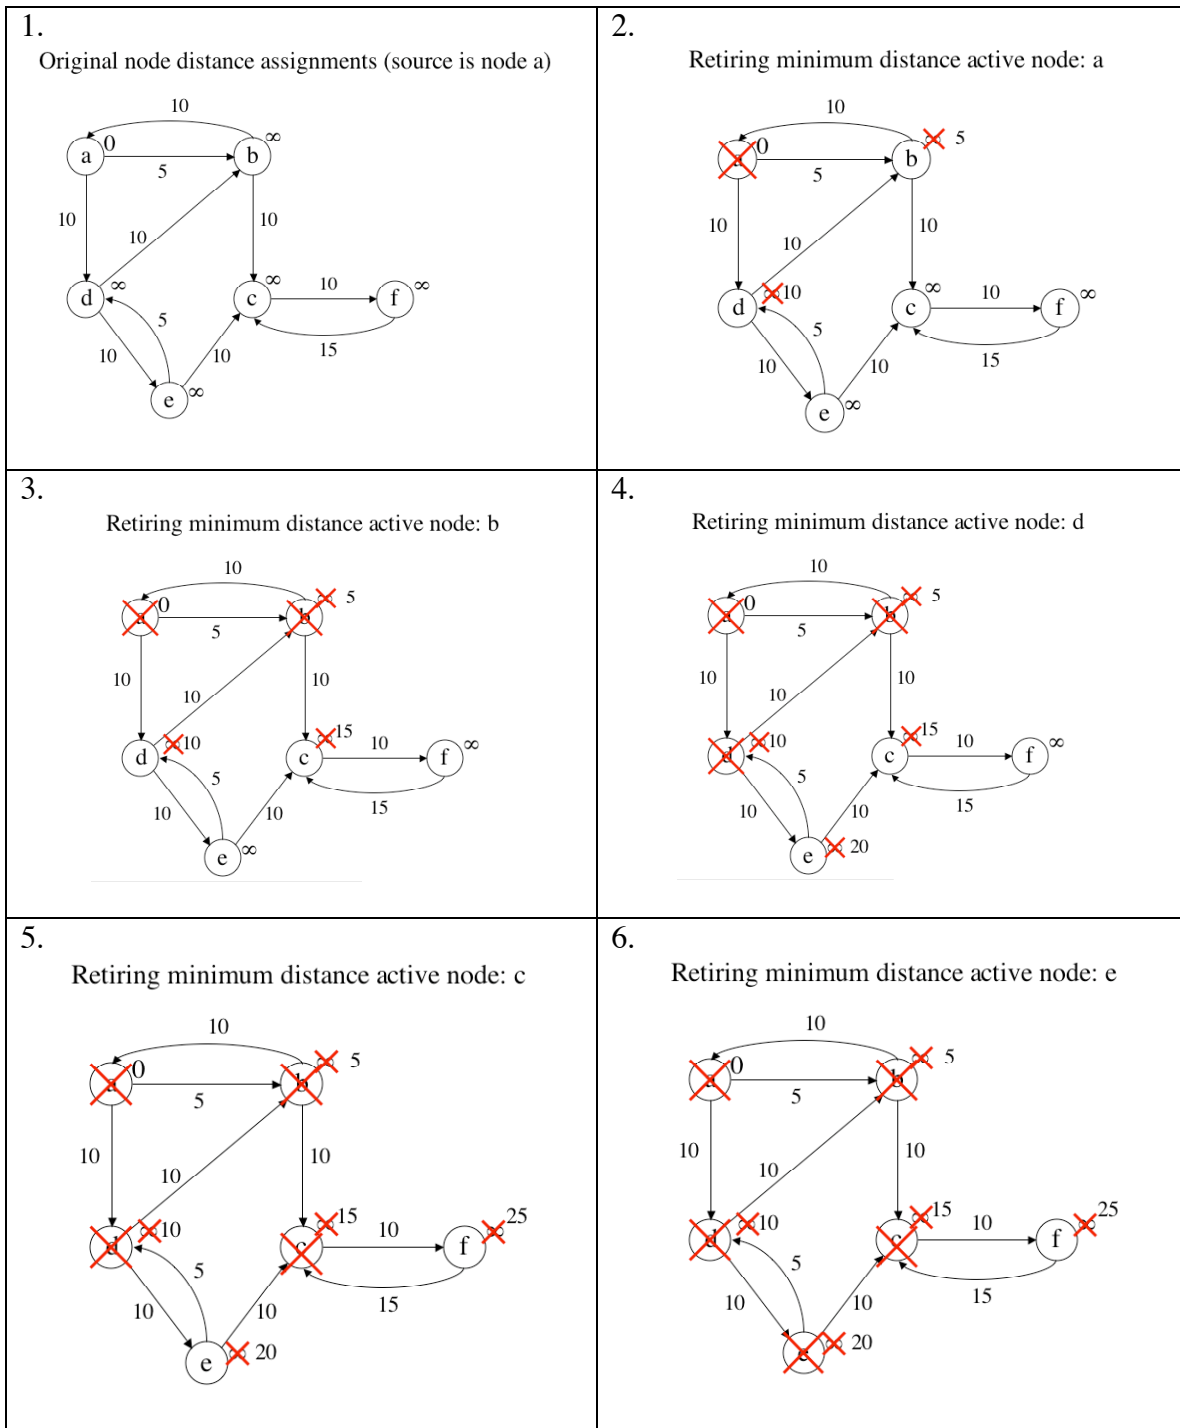 1.
Original node distance assignments (source is node a)
10
a 0 b ∞
5
10 10 10
d ∞ c ∞ 10 f ∞
5 15
10 10
e ∞
2.
Retiring minimum distance active node: a
10
a 0 b ∞ 5
5
10 10 10
d ∞ 10 c ∞ 10 f ∞
5 15
10 10
e ∞
3.
Retiring minimum distance active node: b
10
a 0 b ∞ 5
5
10 10 10
d ∞ 10 c ∞ 15 10 f ∞
5 15
10 10
e ∞
4.
Retiring minimum distance active node: d
10
a 0 b ∞ 5
5
10 10 10
d ∞ 10 c ∞ 15 10 f ∞
5 15
10 10
e ∞ 20
5.
Retiring minimum distance active node: c
10
a 0 b ∞ 5
5
10 10 10
d ∞ 10 c ∞ 15 10 f ∞ 25
5 15
10 10
e ∞ 20
6.
Retiring minimum distance active node: e
10
a 0 b ∞ 5
5
10 10 10
d ∞ 10 c ∞ 15 10 f ∞ 25
5 15
10 10
e ∞ 20